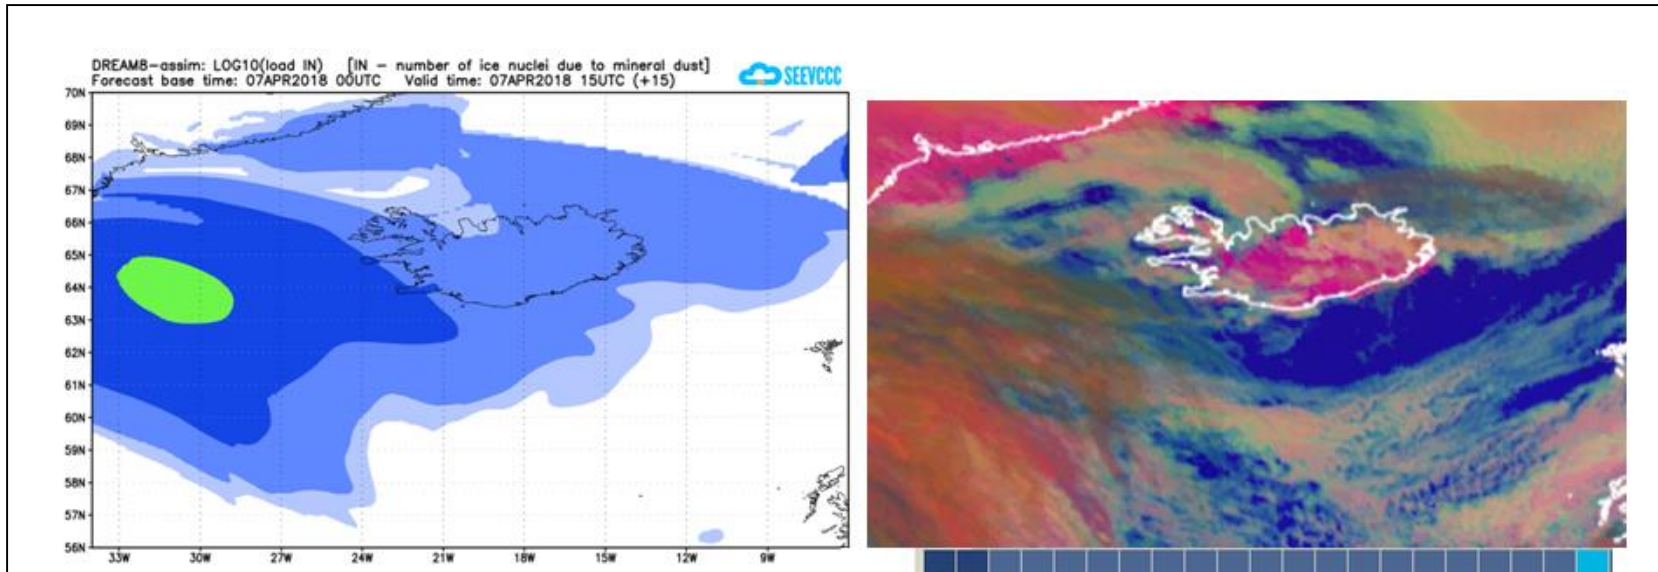 DREAM8-assim: LOG10(load IN) [IN - number of ice nuclei due to mineral dust]
Forecast base time: 07APR2018 00UTC Valid time: 07APR2018 15UTC (+15)
SEEVCCC
70N
69N
68N
67N
66N
65N
64N
63N
62N
61N
60N
59N
58N
57N
56N
33W 30W 27W 24W 21W 18W 15W 12W 9W